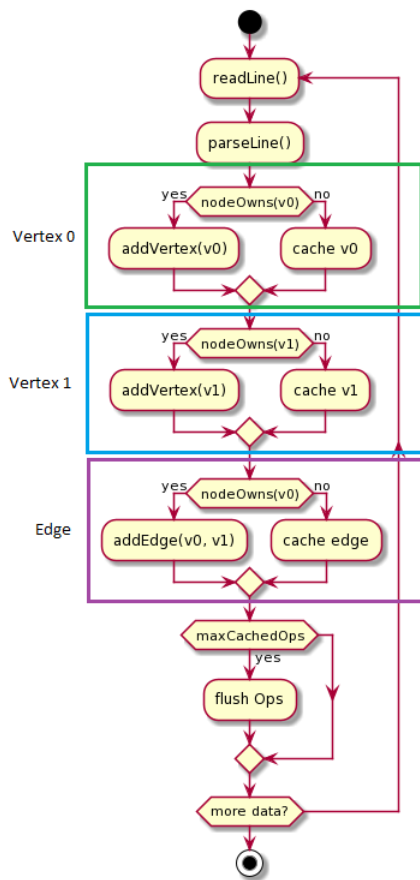 readLine()
parseLine()
Vertex 0
yes
nodeOwns(v0)
no
addVertex(v0)
cache v0
Vertex 1
yes
nodeOwns(v1)
no
addVertex(v1)
cache v1
Edge
yes
nodeOwns(v0)
no
addEdge(v0, v1)
cache edge
maxCachedOps
yes
flush Ops
more data?